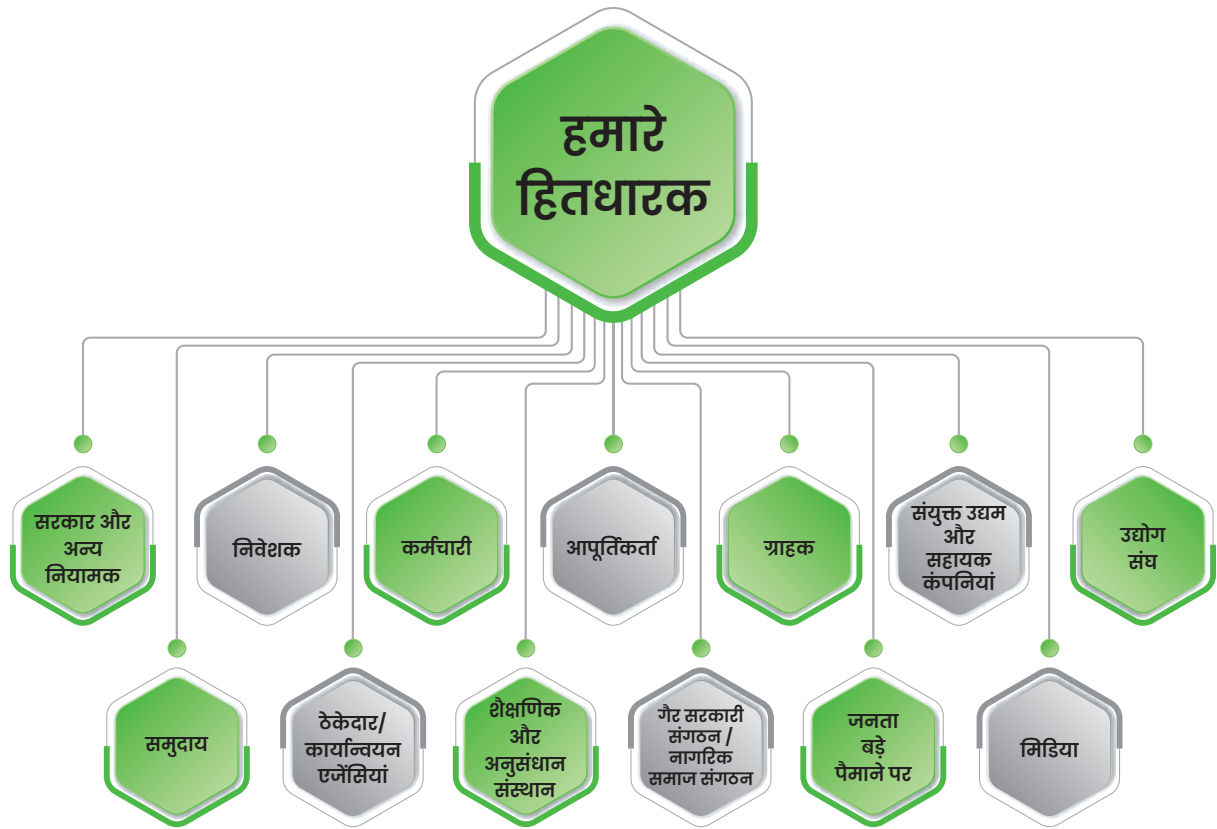 हमारे
हितधारक
सरकार और
अन्य
नियामक
निवेशक
कर्मचारी
आपूर्तिकर्ता
ग्राहक
संयुक्त उद्यम
और
सहायक
कंपनियां
उद्योग
संघ
समुदाय
ठेकेदार/
कार्यान्वयन
एजेंसियां
शैक्षणिक
और
अनुसंधान
संस्थान
गैर सरकारी
संगठन /
नागरिक
समाज संगठन
जनता
बड़े
पैमाने पर
मिडिया